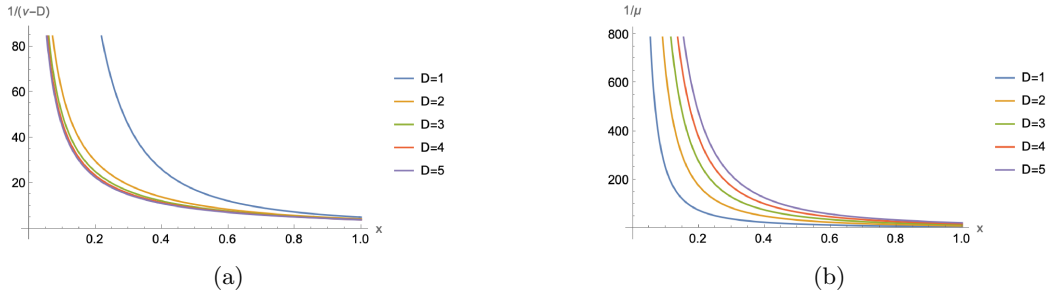 1/(ν-D)
80
60
40
20
0.2 0.4 0.6 0.8 1.0
x
D=1
D=2
D=3
D=4
D=5
(a)
1/μ
800
600
400
200
0.2 0.4 0.6 0.8 1.0
x
D=1
D=2
D=3
D=4
D=5
(b)